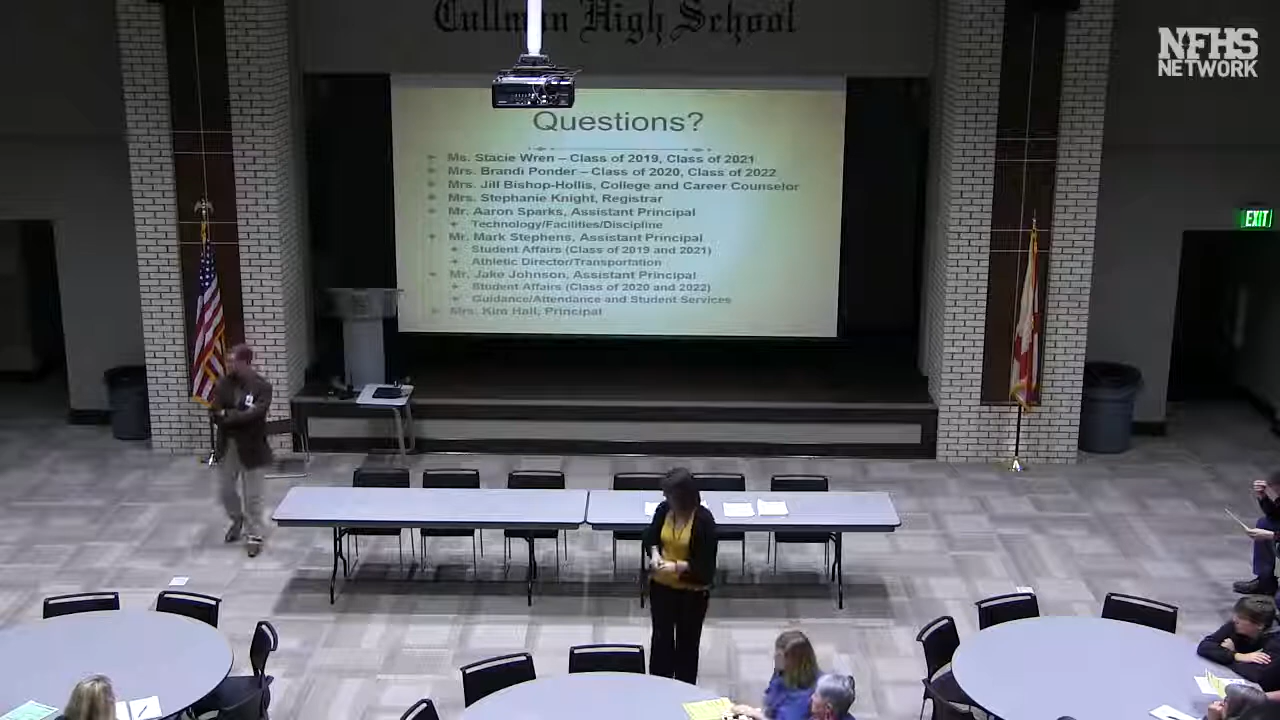 Cullman High School
NFHS
NETWORK
Questions?
Ms. Stacie Wren – Class of 2019, Class of 2021
Mrs. Brandi Ponder – Class of 2020, Class of 2022
Mrs. Jill Bishop-Hollis, College and Career Counselor
Mrs. Stephanie Knight, Registrar
Mr. Aaron Sparks, Assistant Principal
Technology/Facilities/Discipline
Mr. Mark Stephens, Assistant Principal
Student Affairs (Class of 2019 and 2021)
Athletic Director/Transportation
Mr. Jake Johnson, Assistant Principal
Student Affairs (Class of 2020 and 2022)
Guidance/Attendance and Student Services
Mrs. Kim Hall, Principal
EXIT